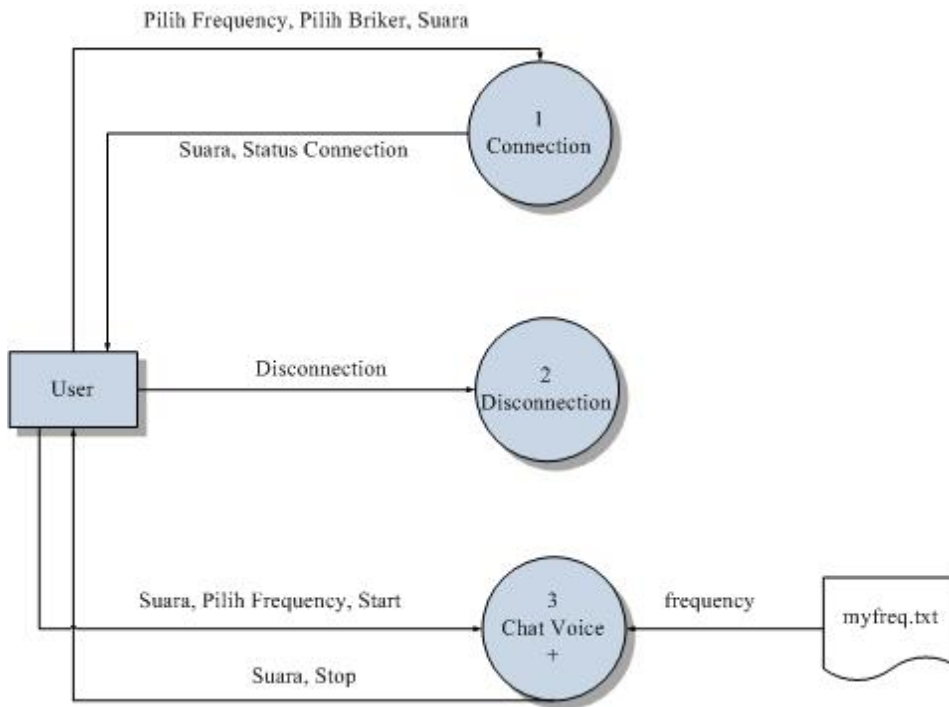 Pilih Frequency, Pilih Briker, Suara
1
Connection
Suara, Status Connection
User
Disconnection
2
Disconnection
Suara, Pilih Frequency, Start
3
Chat Voice
+
frequency
myfreq.txt
Suara, Stop